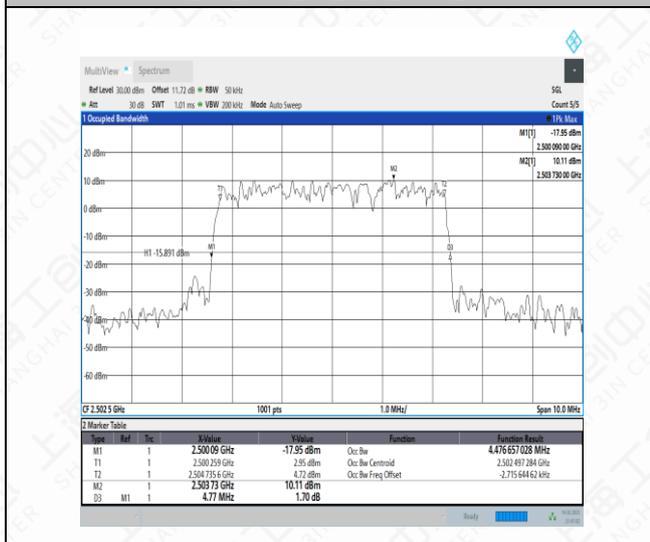 MultiView Spectrum
Ref Level 30.00 dBm Offset 11.72 dB RBW 50 kHz SGL
Att 30 dB SWT 1.01 ms VBW 200 kHz Mode Auto Sweep Count 5/5
1 Occupied Bandwidth 1Pk Max
M1[1] -17.95 dBm
2.500 090 00 GHz
M2[1] 10.11 dBm
2.503 730 00 GHz
20 dBm
M2
10 dBm
T1
T2
0 dBm
-10 dBm
M1
D3
H1 -15.891 dBm
-20 dBm
-30 dBm
-40 dBm
-50 dBm
-60 dBm
CF 2.502 5 GHz 1001 pts 1.0 MHz/ Span 10.0 MHz
2 Marker Table
Type Ref Trc X-Value Y-Value Function Function Result
M1 1 2.500 09 GHz -17.95 dBm Occ Bw 4.476 657 028 MHz
T1 1 2.500 259 GHz 2.95 dBm Occ Bw Centroid 2.502 497 284 GHz
T2 1 2.504 735 6 GHz 4.72 dBm Occ Bw Freq Offset -2.715 644 62 kHz
M2 1 2.503 73 GHz 10.11 dBm
D3 M1 1 4.77 MHz 1.70 dB
Ready